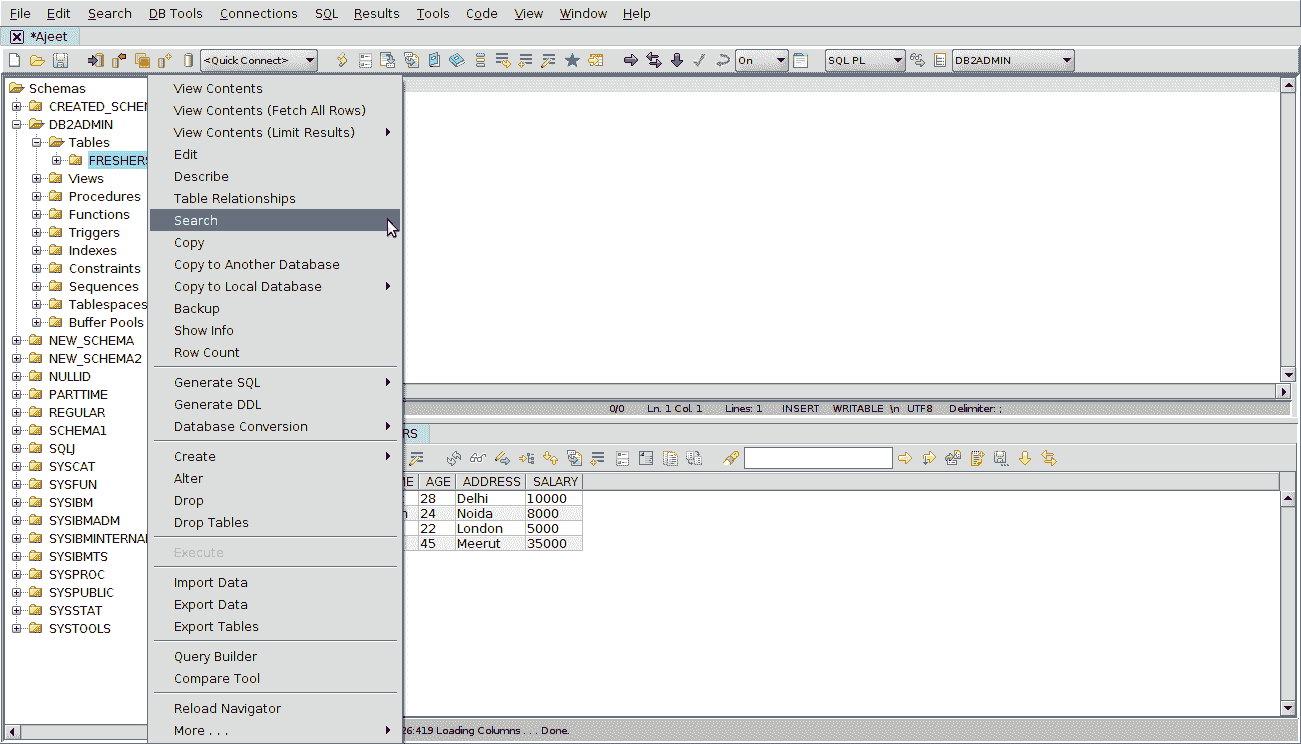 File Edit Search DB Tools Connections SQL Results Tools Code View Window Help
*Ajeet
<Quick Connect> On SQL PL DB2ADMIN
Schemas
CREATED_SCHEM
DB2ADMIN
Tables
FRESHERS
Views
Procedures
Functions
Triggers
Indexes
Constraints
Sequences
Tablespaces
Buffer Pools
NEW_SCHEMA
NEW_SCHEMA2
NULLID
PARTTIME
REGULAR
SCHEMA1
SQLJ
SYSCAT
SYSFUN
SYSIBM
SYSIBMADM
SYSIBMINTERNA
SYSIBMTS
SYSPROC
SYSPUBLIC
SYSSTAT
SYSTOOLS
View Contents
View Contents (Fetch All Rows)
View Contents (Limit Results)
Edit
Describe
Table Relationships
Search
Copy
Copy to Another Database
Copy to Local Database
Backup
Show Info
Row Count
Generate SQL
Generate DDL
Database Conversion
Create
Alter
Drop
Drop Tables
Execute
Import Data
Export Data
Export Tables
Query Builder
Compare Tool
Reload Navigator
More . . .
0/0 Ln. 1 Col. 1 Lines: 1 INSERT WRITABLE \n UTF8 Delimiter: ;
RS
ME AGE ADDRESS SALARY
28 Delhi 10000
n 24 Noida 8000
22 London 5000
45 Meerut 35000
26:419 Loading Columns . . . Done.